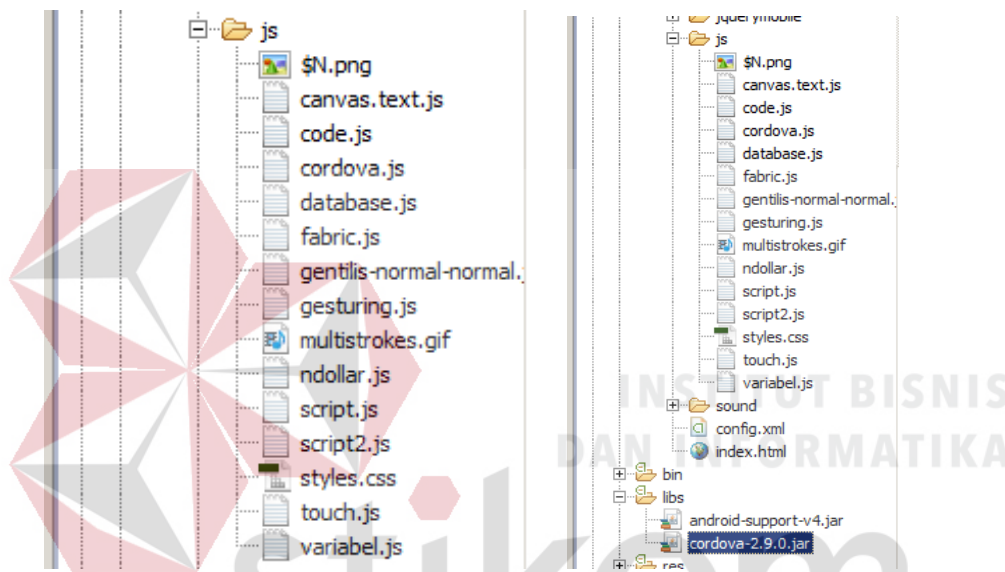 js
$N.png
canvas.text.js
code.js
cordova.js
database.js
fabric.js
gentilis-normal-normal.
gesturing.js
multistrokes.gif
ndollar.js
script.js
script2.js
styles.css
touch.js
variabel.js
jquerymobile
js
$N.png
canvas.text.js
code.js
cordova.js
database.js
fabric.js
gentilis-normal-normal.
gesturing.js
multistrokes.gif
ndollar.js
script.js
script2.js
styles.css
touch.js
variabel.js
sound
config.xml
index.html
bin
libs
android-support-v4.jar
cordova-2.9.0.jar
res
INSTITUT BISNIS
DAN INFORMATIKA
stikom